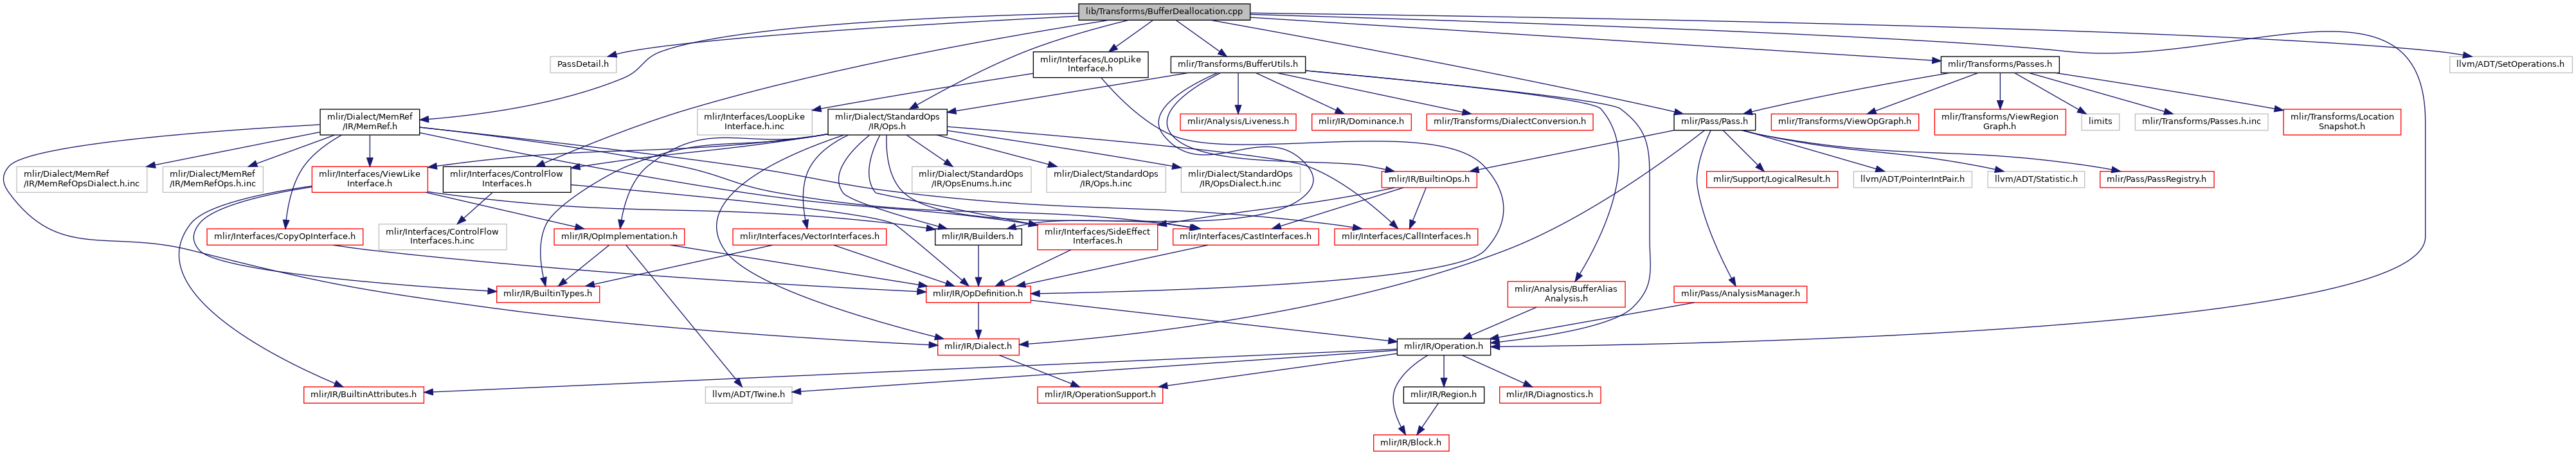 lib/Transforms/BufferDeallocation.cpp
PassDetail.h
mlir/Interfaces/LoopLike
Interface.h
mlir/Transforms/BufferUtils.h
mlir/Transforms/Passes.h
llvm/ADT/SetOperations.h
mlir/Dialect/MemRef
/IR/MemRef.h
mlir/Interfaces/LoopLike
Interface.h.inc
mlir/Dialect/StandardOps
/IR/Ops.h
mlir/Analysis/Liveness.h
mlir/IR/Dominance.h
mlir/Transforms/DialectConversion.h
mlir/Pass/Pass.h
mlir/Transforms/ViewOpGraph.h
mlir/Transforms/ViewRegion
Graph.h
limits
mlir/Transforms/Passes.h.inc
mlir/Transforms/Location
Snapshot.h
mlir/Dialect/MemRef
/IR/MemRefOpsDialect.h.inc
mlir/Dialect/MemRef
/IR/MemRefOps.h.inc
mlir/Interfaces/ViewLike
Interface.h
mlir/Interfaces/ControlFlow
Interfaces.h
mlir/Dialect/StandardOps
/IR/OpsEnums.h.inc
mlir/Dialect/StandardOps
/IR/Ops.h.inc
mlir/Dialect/StandardOps
/IR/OpsDialect.h.inc
mlir/IR/BuiltinOps.h
mlir/Support/LogicalResult.h
llvm/ADT/PointerIntPair.h
llvm/ADT/Statistic.h
mlir/Pass/PassRegistry.h
mlir/Interfaces/CopyOpInterface.h
mlir/Interfaces/ControlFlow
Interfaces.h.inc
mlir/IR/OpImplementation.h
mlir/Interfaces/VectorInterfaces.h
mlir/IR/Builders.h
mlir/Interfaces/SideEffect
Interfaces.h
mlir/Interfaces/CastInterfaces.h
mlir/Interfaces/CallInterfaces.h
mlir/IR/BuiltinTypes.h
mlir/IR/OpDefinition.h
mlir/Analysis/BufferAlias
Analysis.h
mlir/Pass/AnalysisManager.h
mlir/IR/Dialect.h
mlir/IR/Operation.h
mlir/IR/BuiltinAttributes.h
llvm/ADT/Twine.h
mlir/IR/OperationSupport.h
mlir/IR/Region.h
mlir/IR/Diagnostics.h
mlir/IR/Block.h